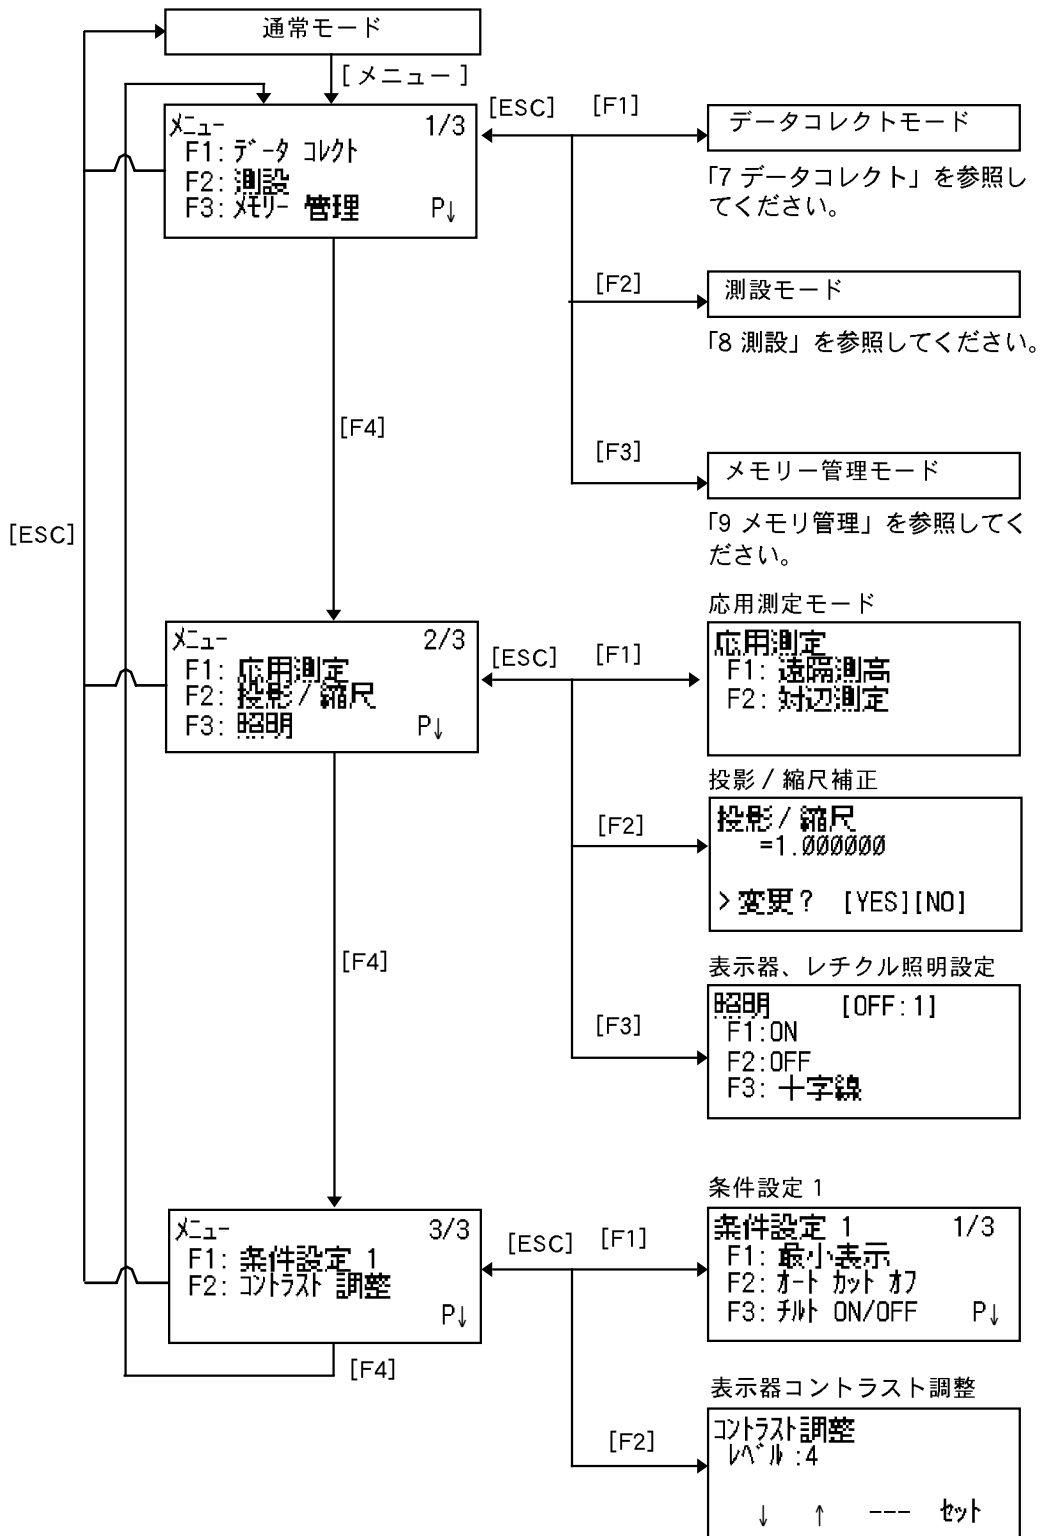 通常モード
[メニュー]
メニュー 1/3
F1: データ コレクト
F2: 測設
F3: メモリー 管理 P↓
[ESC] [F1]
データコレクトモード
「7 データコレクト」を参照し
てください。
[F2]
測設モード
「8 測設」を参照してください。
[F3]
メモリー管理モード
「9 メモリ管理」を参照してく
ださい。
[F4]
[ESC]
メニュー 2/3
F1: 応用測定
F2: 投影/縮尺
F3: 照明 P↓
[ESC] [F1]
応用測定モード
応用測定
F1: 遠隔測高
F2: 対辺測定
[F2]
投影/縮尺補正
投影/縮尺
=1.000000
>変更? [YES][NO]
[F3]
表示器、レチクル照明設定
照明 [OFF:1]
F1:ON
F2:OFF
F3: 十字線
[F4]
メニュー 3/3
F1: 条件設定 1
F2: コントラスト 調整
P↓
[F4]
[ESC] [F1]
条件設定 1
条件設定 1 1/3
F1: 最小表示
F2: オート カット オフ
F3: チルト ON/OFF P↓
[F2]
表示器コントラスト調整
コントラスト調整
レベル :4
↓ ↑ --- セット